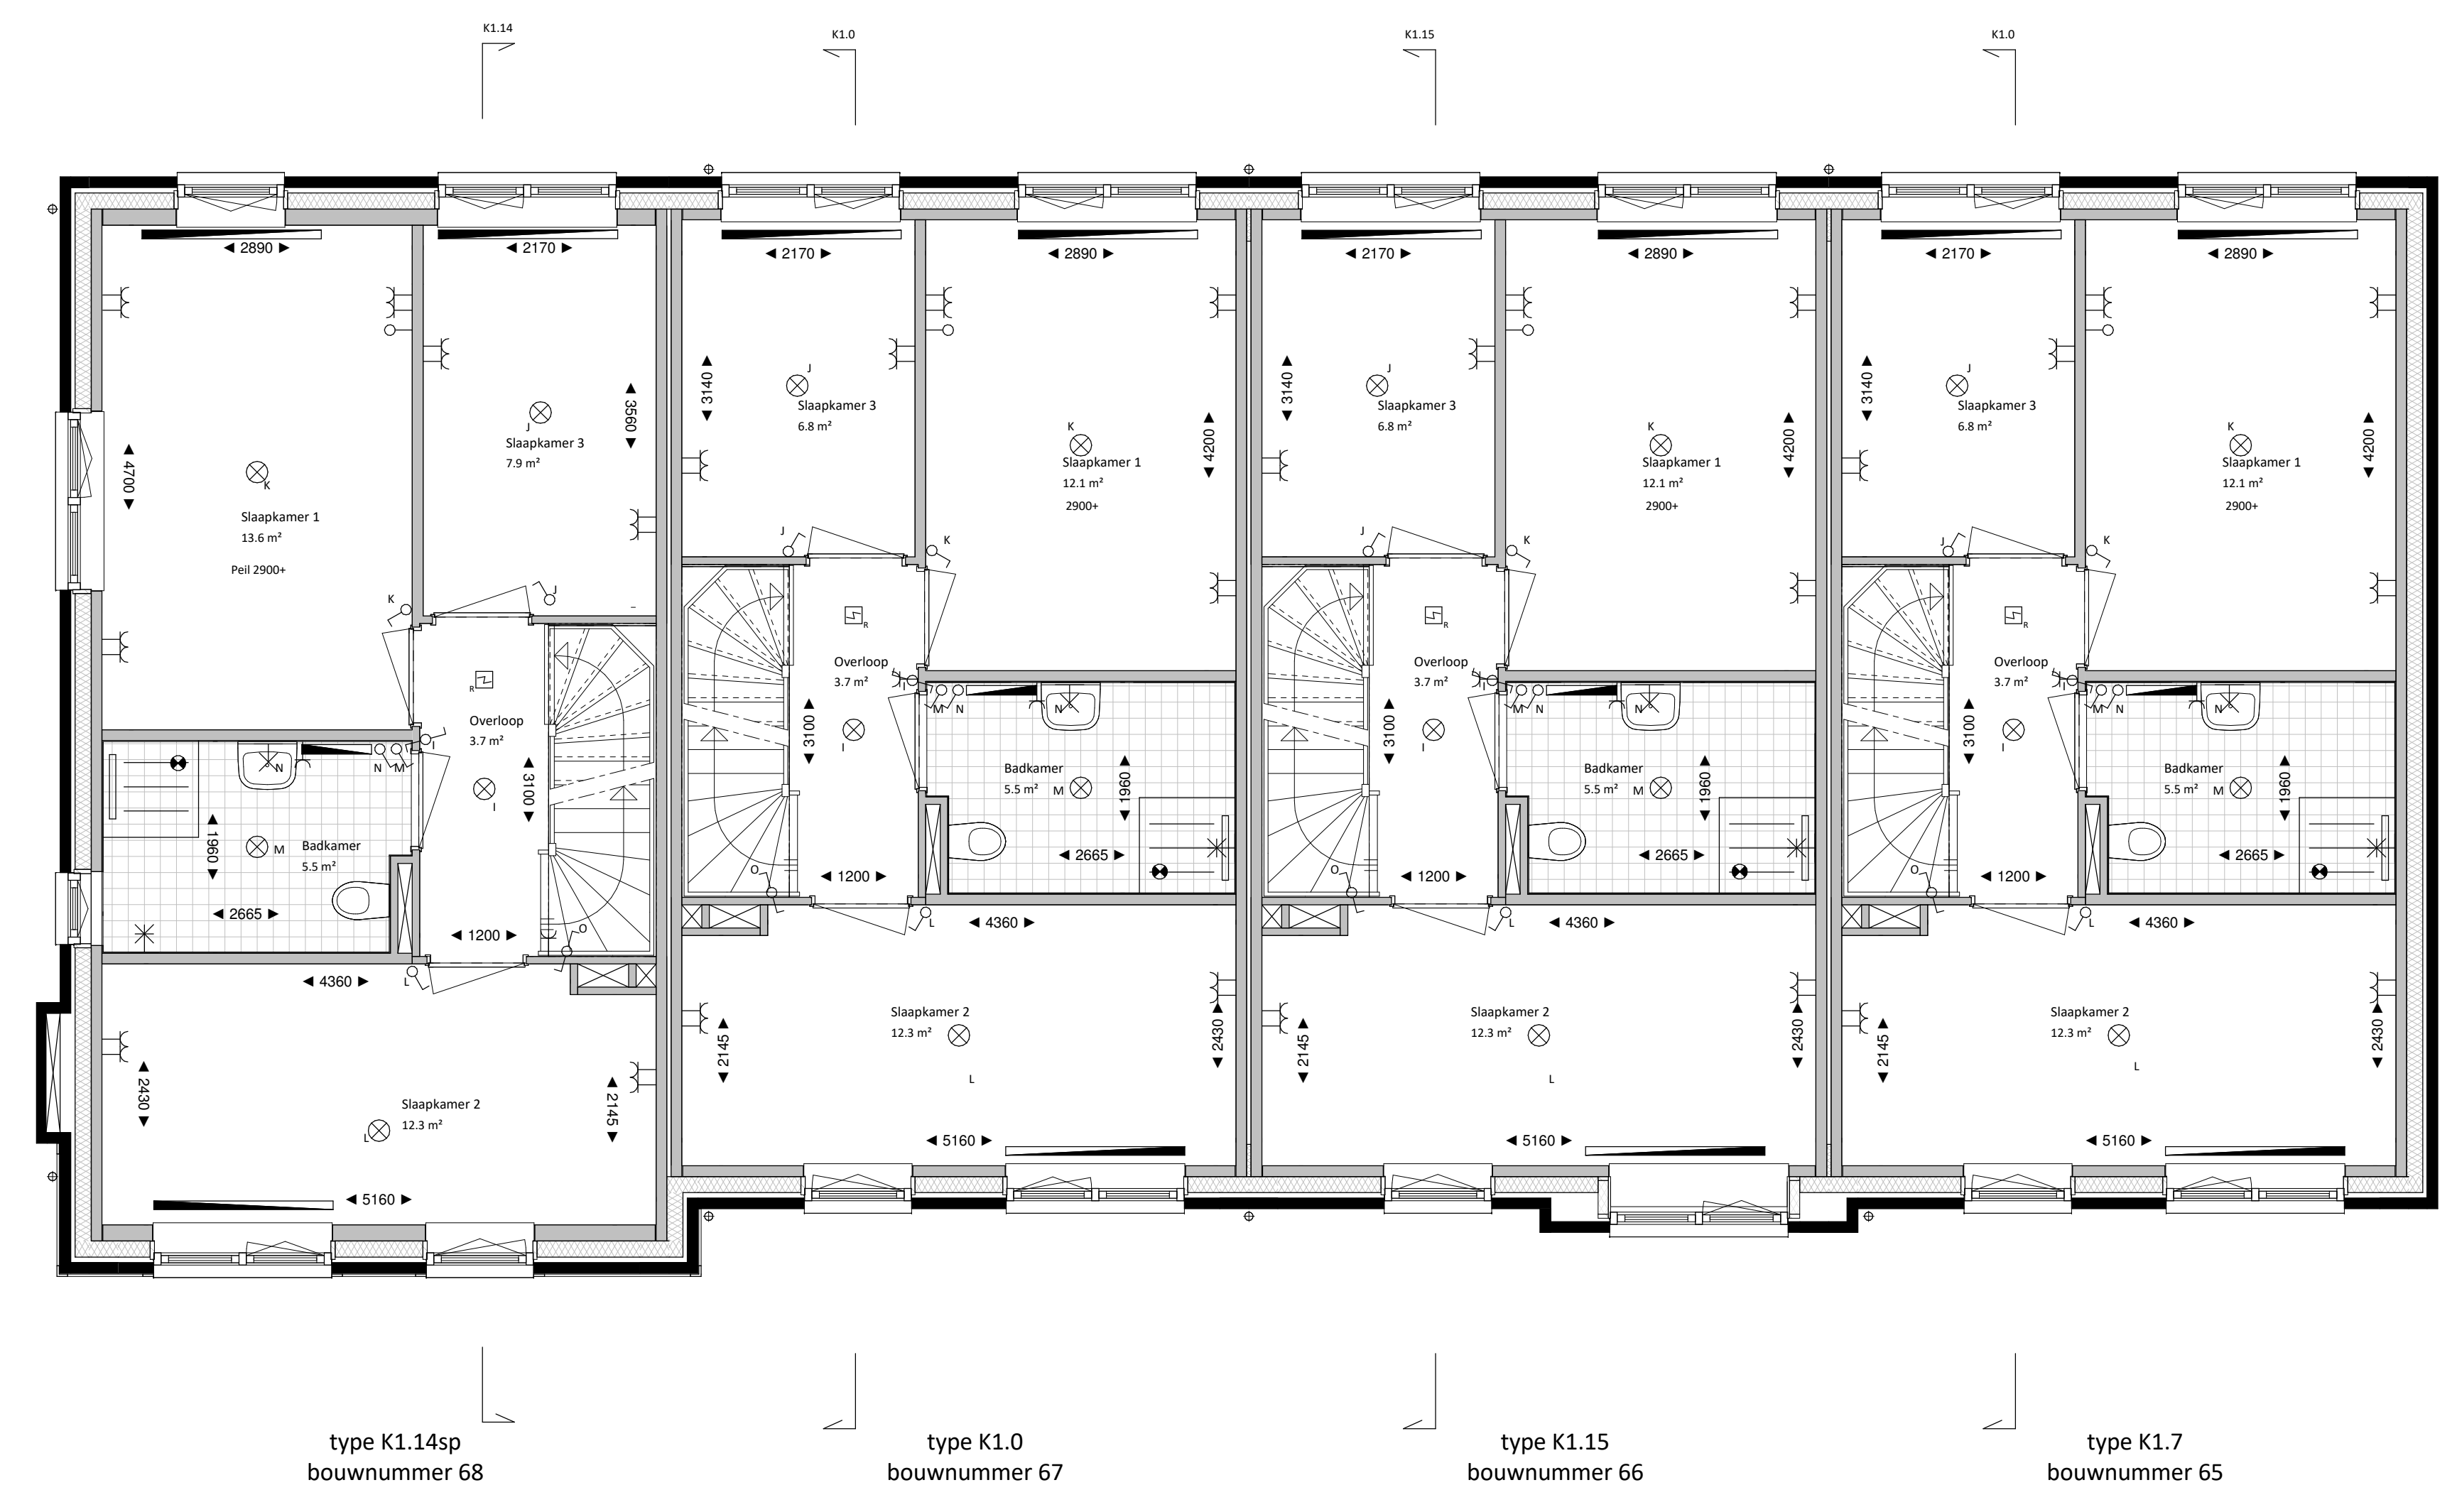 K1.14
K1.0
K1.15
K1.0
◄ 2890 ►
◄ 2170 ►
◄ 4700 ►
◄ 3560 ►
K
Slaapkamer 1
13.6 m²
Peil 2900+
K
J
Slaapkamer 3
7.9 m²
J
R
Overloop
3.7 m²
I
I
◄ 3100 ►
◄ 1200 ►
O
N
N
M
◄ 1960 ►
M
Badkamer
5.5 m²
◄ 2665 ►
◄ 4360 ►
L
◄ 2430 ►
◄ 2145 ►
Slaapkamer 2
12.3 m²
L
◄ 5160 ►
◄ 2170 ►
◄ 2890 ►
◄ 3140 ►
J
Slaapkamer 3
6.8 m²
J
K
Slaapkamer 1
12.1 m²
2900+
◄ 4200 ►
K
R
Overloop
3.7 m²
I
I
◄ 3100 ►
◄ 1200 ►
O
M
N
N
Badkamer
5.5 m²
M
◄ 1960 ►
◄ 2665 ►
L
◄ 4360 ►
Slaapkamer 2
12.3 m²
L
◄ 2145 ►
◄ 2430 ►
◄ 5160 ►
◄ 2170 ►
◄ 2890 ►
◄ 3140 ►
J
Slaapkamer 3
6.8 m²
J
K
Slaapkamer 1
12.1 m²
2900+
◄ 4200 ►
K
R
Overloop
3.7 m²
I
I
◄ 3100 ►
◄ 1200 ►
O
M
N
N
Badkamer
5.5 m²
M
◄ 1960 ►
◄ 2665 ►
L
◄ 4360 ►
Slaapkamer 2
12.3 m²
L
◄ 2145 ►
◄ 2430 ►
◄ 5160 ►
◄ 2170 ►
◄ 2890 ►
◄ 3140 ►
J
Slaapkamer 3
6.8 m²
J
K
Slaapkamer 1
12.1 m²
2900+
◄ 4200 ►
K
R
Overloop
3.7 m²
I
I
◄ 3100 ►
◄ 1200 ►
O
M
N
N
Badkamer
5.5 m²
M
◄ 1960 ►
◄ 2665 ►
L
◄ 4360 ►
Slaapkamer 2
12.3 m²
L
◄ 2145 ►
◄ 2430 ►
◄ 5160 ►
type K1.14sp
bouwnummer 68
type K1.0
bouwnummer 67
type K1.15
bouwnummer 66
type K1.7
bouwnummer 65